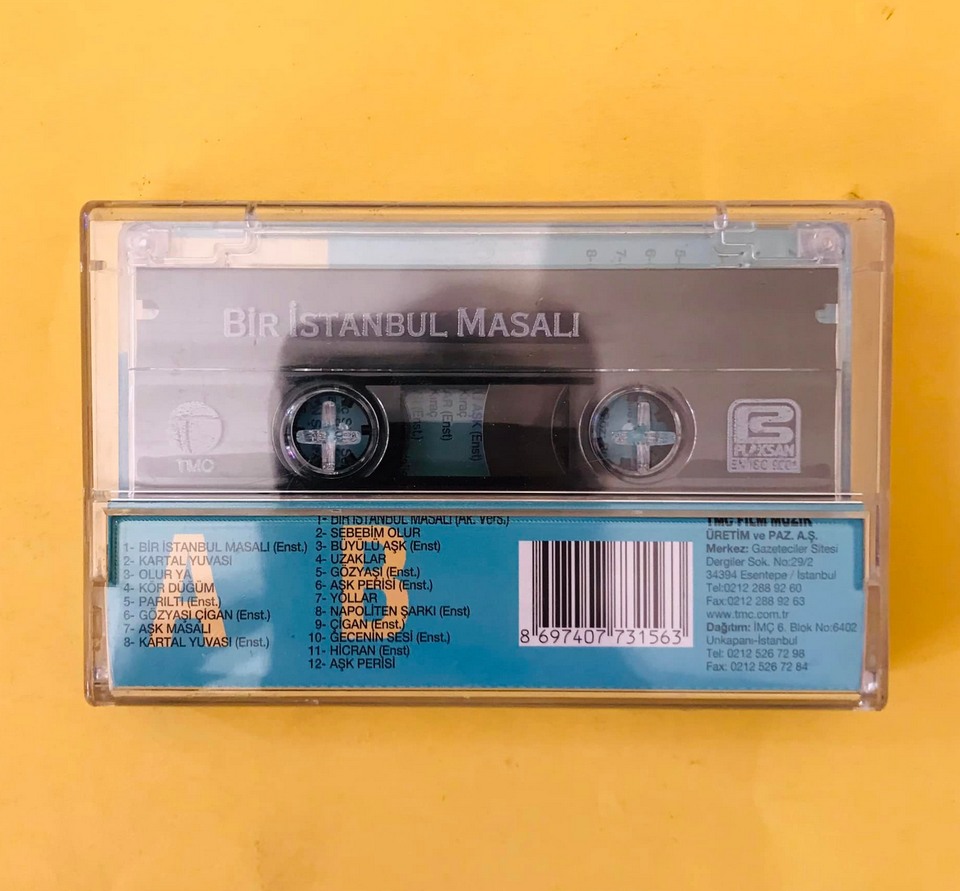 BİR İSTANBUL MASALI
TMC
PLAKSAN
A
1- BİR İSTANBUL MASALI (Enst.)
2- KARTAL YUVASI
3- OLUR YA
4- KÖR DÜĞÜM
5- PARILTI (Enst.)
6- GÖZYAŞI ÇİGAN (Enst.)
7- AŞK MASALI
8- KARTAL YUVASI (Enst.)
B
1- BİR İSTANBUL MASALI (Ak. Vers.)
2- SEBEBİM OLUR
3- BÜYÜLÜ AŞK (Enst)
4- UZAKLAR
5- GÖZYAŞI (Enst.)
6- AŞK PERİSİ (Enst.)
7- YOLLAR
8- NAPOLİTEN ŞARKI (Enst)
9- ÇİGAN (Enst.)
10- GECENİN SESİ (Enst.)
11- HİCRAN (Enst)
12- AŞK PERİSİ
8 697407 731563
TMC FİLM MÜZİK
ÜRETİM ve PAZ. A.Ş.
Merkez: Gazeteciler Sitesi
Dergiler Sok. No:29/2
34394 Esentepe / İstanbul
Tel:0212 288 92 60
Fax:0212 288 92 63
www.tmc.com.tr
Dağıtım: İMÇ 6. Blok No:6402
Unkapanı-İstanbul
Tel: 0212 526 72 98
Fax: 0212 526 72 84